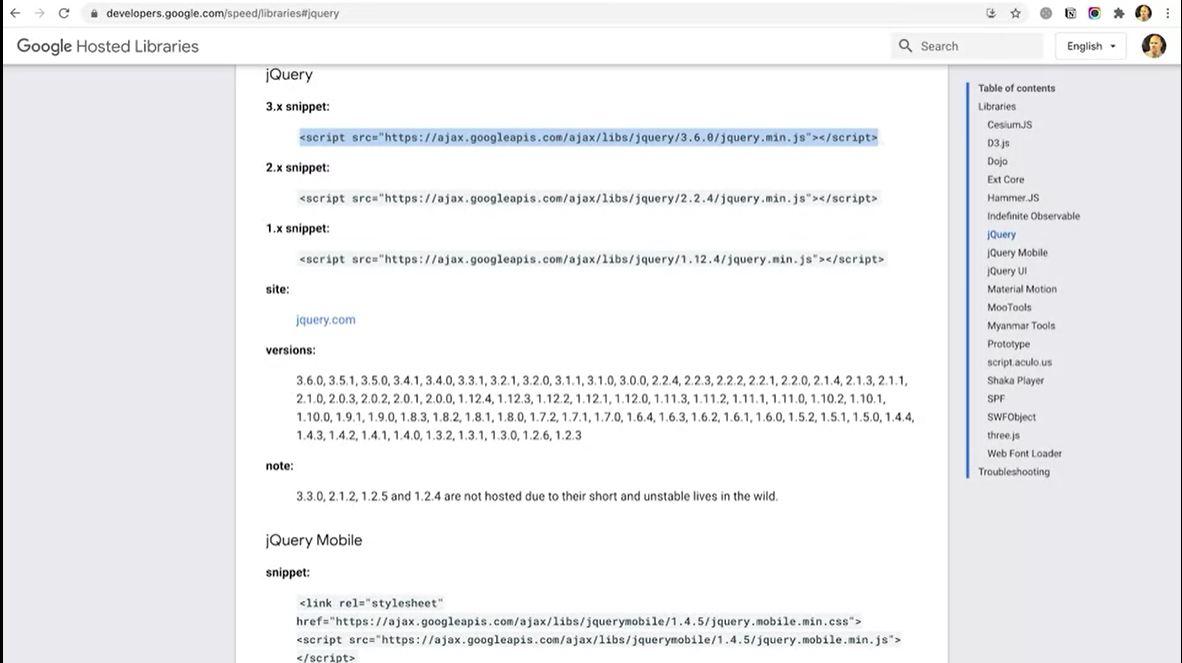 developers.google.com/speed/libraries#jquery
Google Hosted Libraries
Search
English
jQuery
3.x snippet:
<script src="https://ajax.googleapis.com/ajax/libs/jquery/3.6.0/jquery.min.js"></script>
2.x snippet:
<script src="https://ajax.googleapis.com/ajax/libs/jquery/2.2.4/jquery.min.js"></script>
1.x snippet:
<script src="https://ajax.googleapis.com/ajax/libs/jquery/1.12.4/jquery.min.js"></script>
site:
jquery.com
versions:
3.6.0, 3.5.1, 3.5.0, 3.4.1, 3.4.0, 3.3.1, 3.2.1, 3.2.0, 3.1.1, 3.1.0, 3.0.0, 2.2.4, 2.2.3, 2.2.2, 2.2.1, 2.2.0, 2.1.4, 2.1.3, 2.1.1,
2.1.0, 2.0.3, 2.0.2, 2.0.1, 2.0.0, 1.12.4, 1.12.3, 1.12.2, 1.12.1, 1.12.0, 1.11.3, 1.11.2, 1.11.1, 1.11.0, 1.10.2, 1.10.1,
1.10.0, 1.9.1, 1.9.0, 1.8.3, 1.8.2, 1.8.1, 1.8.0, 1.7.2, 1.7.1, 1.7.0, 1.6.4, 1.6.3, 1.6.2, 1.6.1, 1.6.0, 1.5.2, 1.5.1, 1.5.0, 1.4.4,
1.4.3, 1.4.2, 1.4.1, 1.4.0, 1.3.2, 1.3.1, 1.3.0, 1.2.6, 1.2.3
note:
3.3.0, 2.1.2, 1.2.5 and 1.2.4 are not hosted due to their short and unstable lives in the wild.
jQuery Mobile
snippet:
<link rel="stylesheet"
href="https://ajax.googleapis.com/ajax/libs/jquerymobile/1.4.5/jquery.mobile.min.css">
<script src="https://ajax.googleapis.com/ajax/libs/jquerymobile/1.4.5/jquery.mobile.min.js">
</script>
Table of contents
Libraries
CesiumJS
D3.js
Dojo
Ext Core
Hammer.JS
Indefinite Observable
jQuery
jQuery Mobile
jQuery UI
Material Motion
MooTools
Myanmar Tools
Prototype
script.aculo.us
Shaka Player
SPF
SWFObject
three.js
Web Font Loader
Troubleshooting